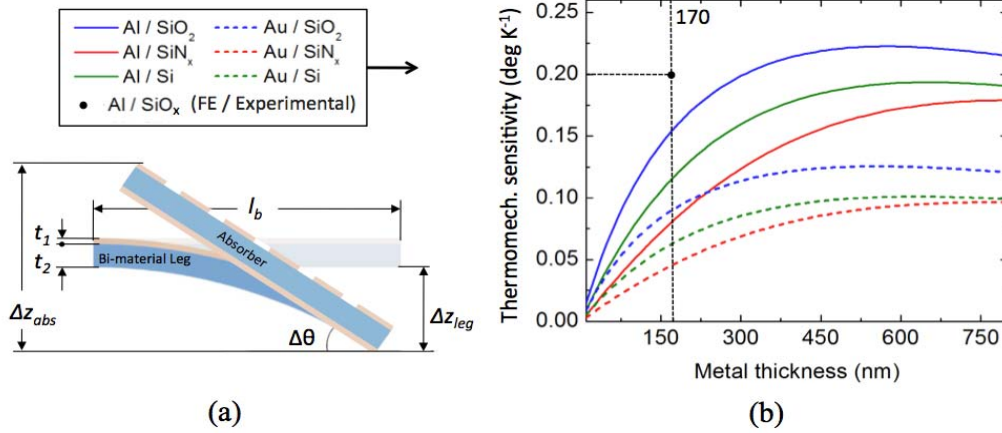 Al / SiO2 Au / SiO2
Al / SiNx Au / SiNx
Al / Si Au / Si
Al / SiOx (FE / Experimental)
lb
t1
t2
Absorber
Bi-material Leg
Δzabs
Δzleg
Δθ
(a)
170
0.20
0.15
0.10
0.05
0.00
Thermomech. sensitivity (deg K-1)
150 300 450 600 750
Metal thickness (nm)
(b)